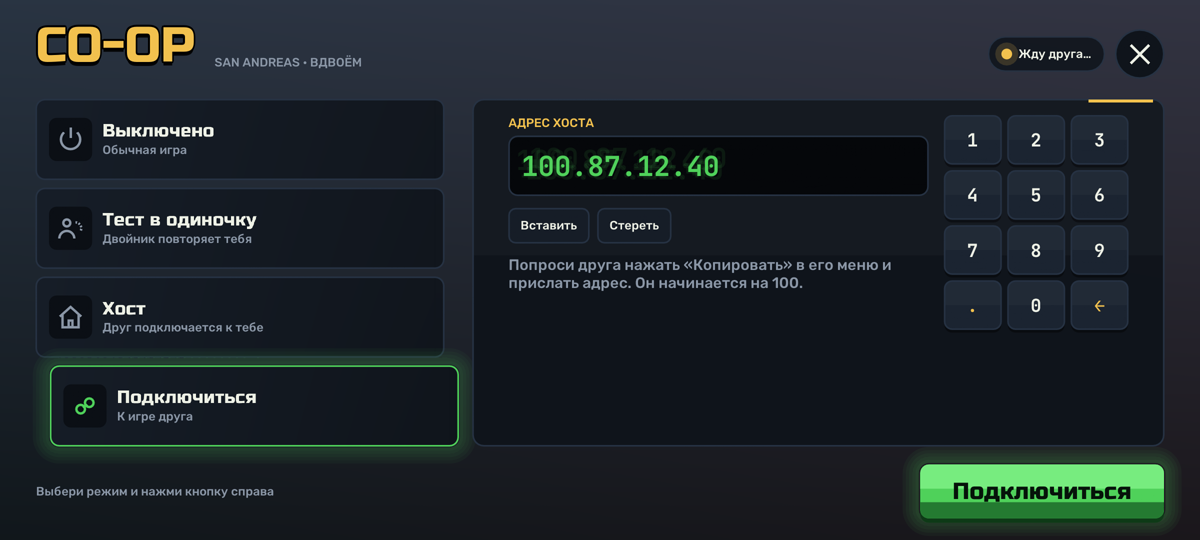 CO-OP
SAN ANDREAS • ВДВОЁМ
Жду друга...
Выключено
Обычная игра
Тест в одиночку
Двойник повторяет тебя
Хост
Друг подключается к тебе
Подключиться
К игре друга
АДРЕС ХОСТА
100.87.12.40
Вставить
Стереть
Попроси друга нажать «Копировать» в его меню и
прислать адрес. Он начинается на 100.
1 2 3
4 5 6
7 8 9
. 0 ←
Выбери режим и нажми кнопку справа
Подключиться